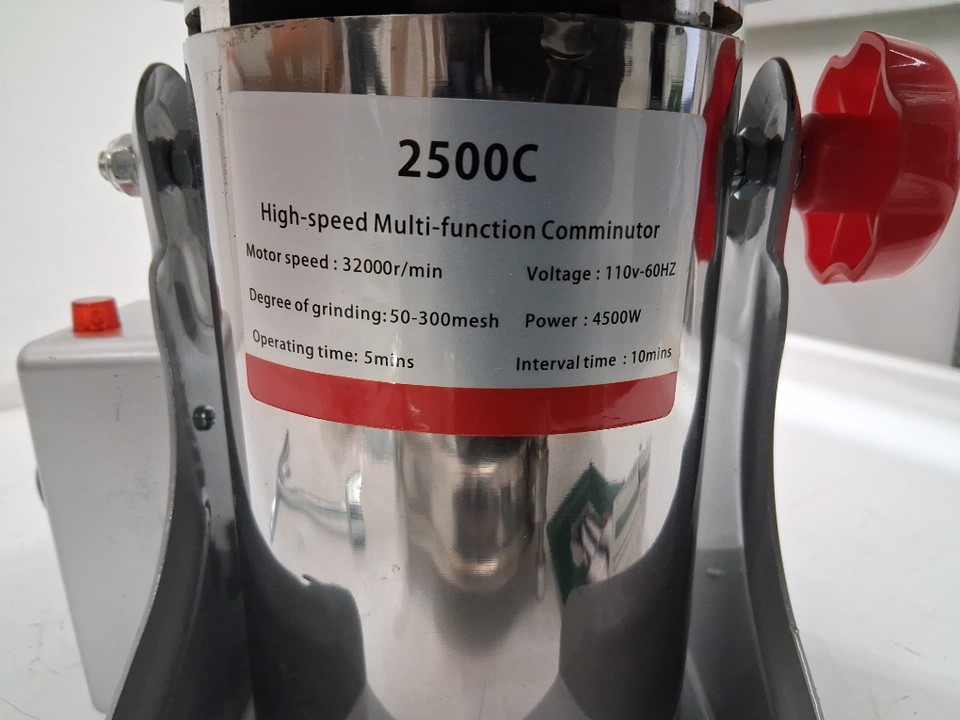 2500C
High-speed Multi-function Comminutor
Motor speed : 32000r/min
Voltage : 110v-60HZ
Degree of grinding: 50-300mesh
Power : 4500W
Operating time: 5mins
Interval time : 10mins